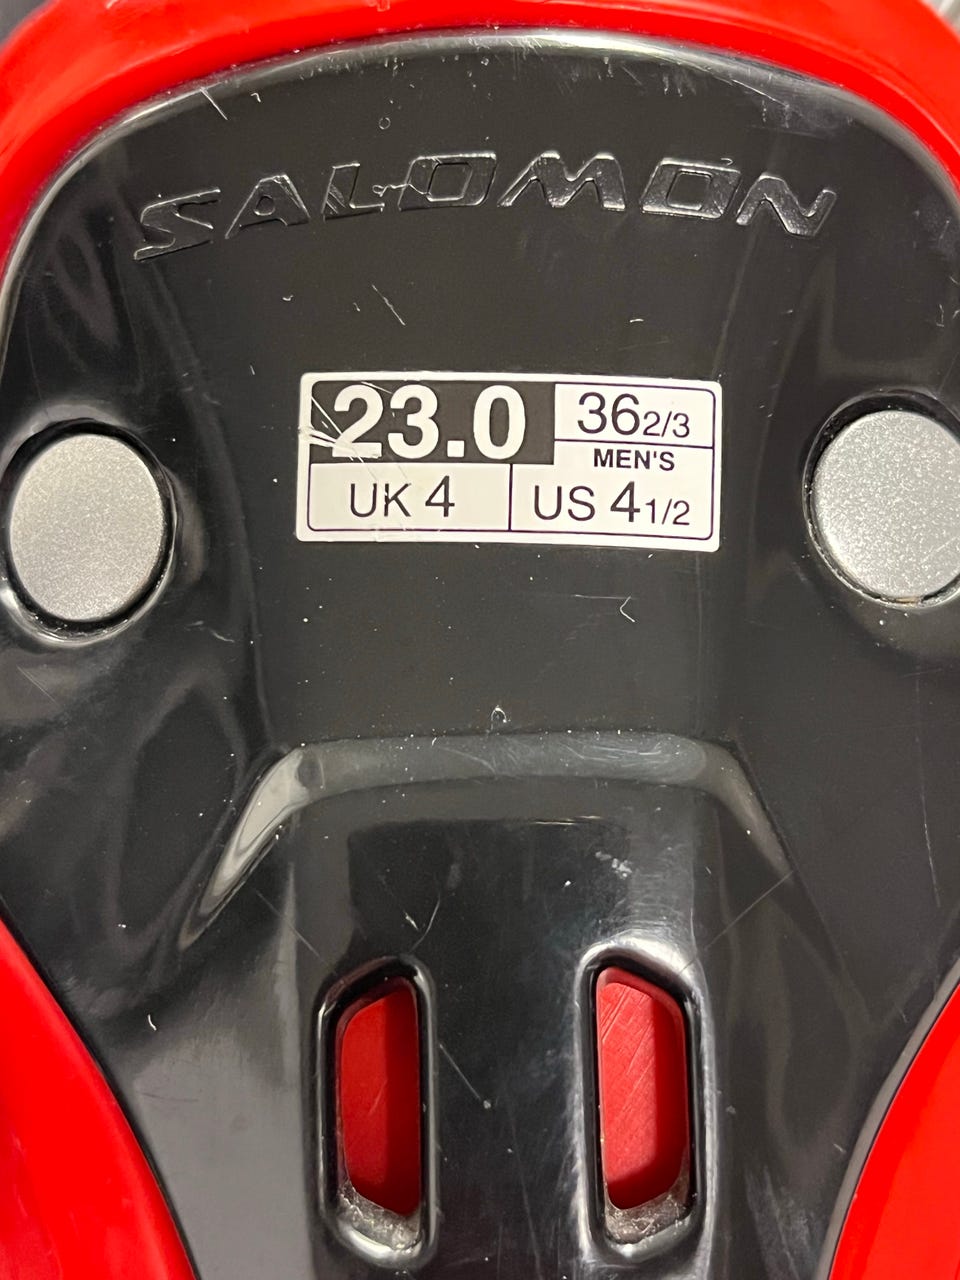 SALOMON
23.0
36 2/3
MEN'S
UK 4
US 4 1/2